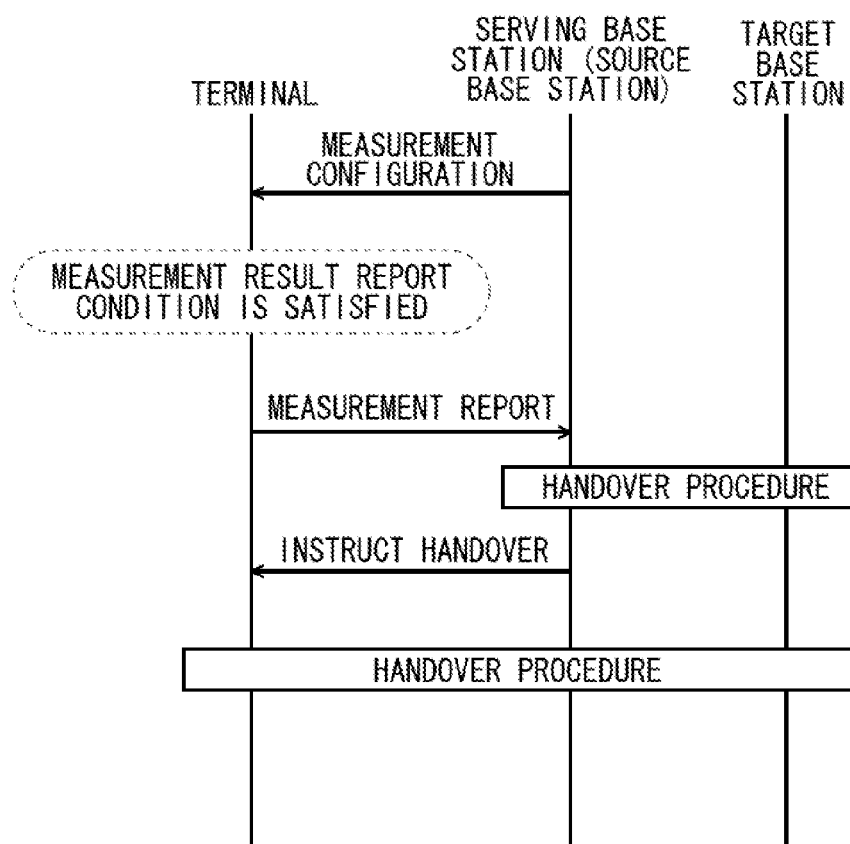 TERMINAL
SERVING BASE
STATION (SOURCE
BASE STATION)
TARGET
BASE
STATION
MEASUREMENT
CONFIGURATION
MEASUREMENT RESULT REPORT
CONDITION IS SATISFIED
MEASUREMENT REPORT
HANDOVER PROCEDURE
INSTRUCT HANDOVER
HANDOVER PROCEDURE